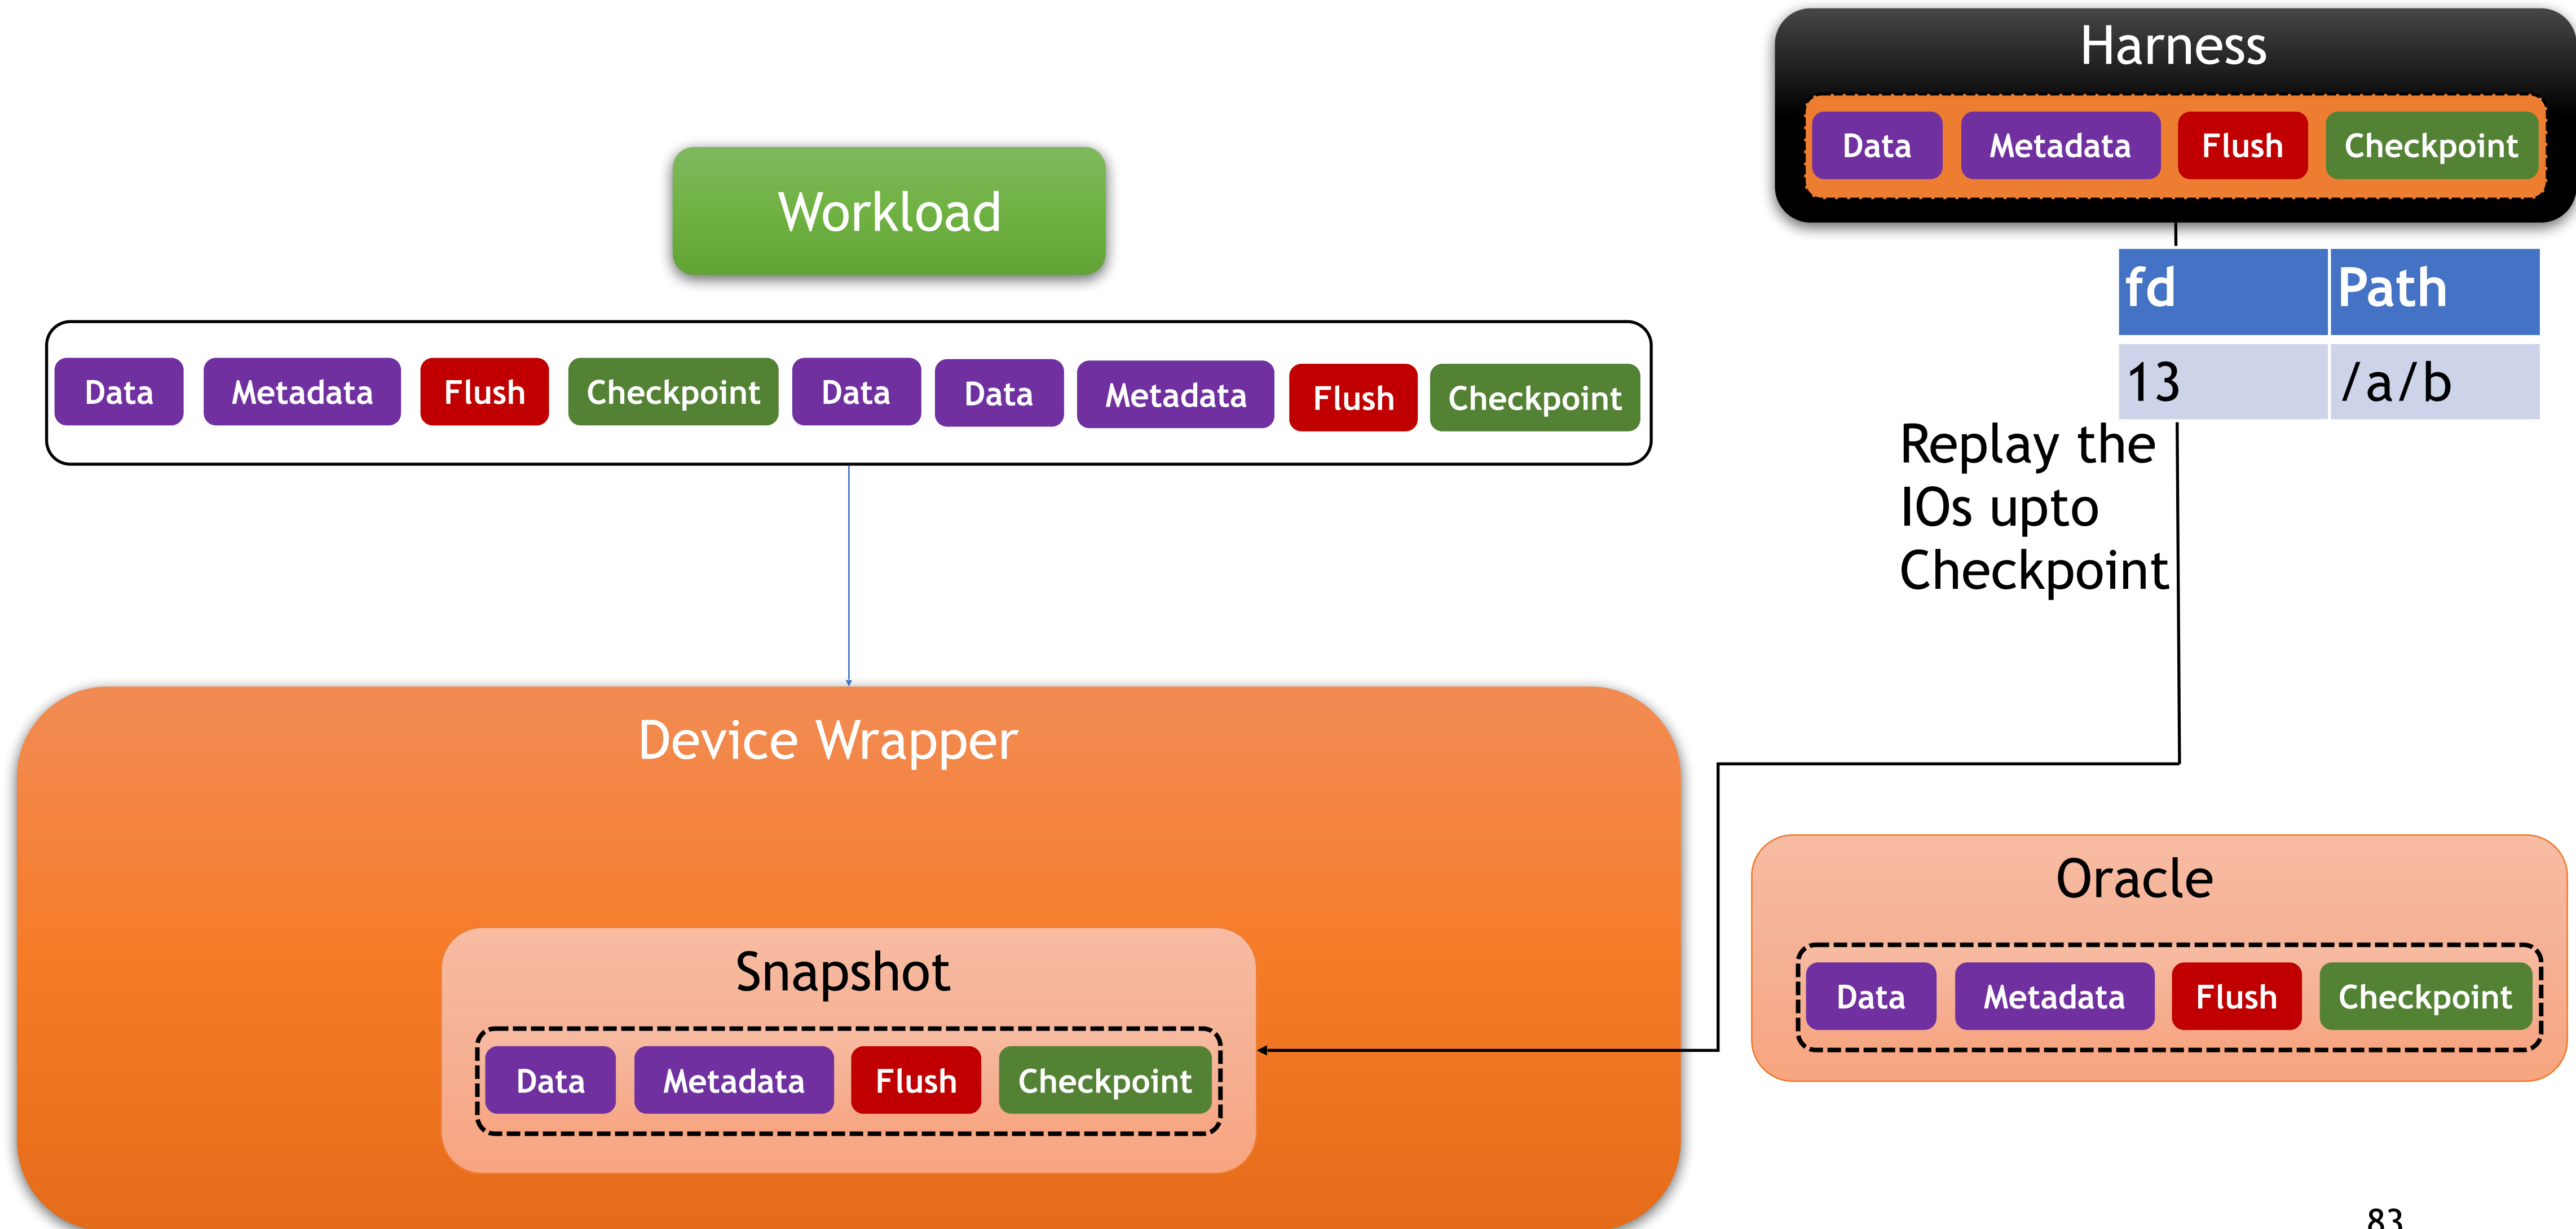 Harness
Data Metadata Flush Checkpoint
Workload
fd Path
13 /a/b
Data Metadata Flush Checkpoint Data Data Metadata Flush Checkpoint
Replay the
IOs upto
Checkpoint
Device Wrapper
Oracle
Data Metadata Flush Checkpoint
Snapshot
Data Metadata Flush Checkpoint
83